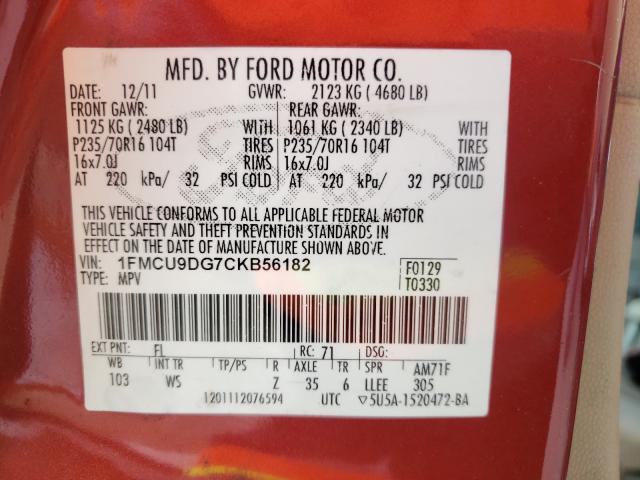 MFD. BY FORD MOTOR CO.
DATE: 12/11 GVWR: 2123 KG ( 4680 LB)
FRONT GAWR: REAR GAWR:
1125 KG ( 2480 LB) WITH 1061 KG ( 2340 LB) WITH
P235/70R16 104T TIRES P235/70R16 104T TIRES
16x7.0J RIMS 16x7.0J RIMS
AT 220 kPa/ 32 PSI COLD AT 220 kPa/ 32 PSI COLD
THIS VEHICLE CONFORMS TO ALL APPLICABLE FEDERAL MOTOR
VEHICLE SAFETY AND THEFT PREVENTION STANDARDS IN
EFFECT ON THE DATE OF MANUFACTURE SHOWN ABOVE.
VIN: 1FMCU9DG7CKB56182 F0129
TYPE: MPV T0330
EXT PNT: FL RC: 71 DSG:
WB INT TR TP/PS R AXLE TR SPR AM71F
103 WS Z 35 6 LLEE 305
1201112076594 UTC ▽5U5A-1520472-BA